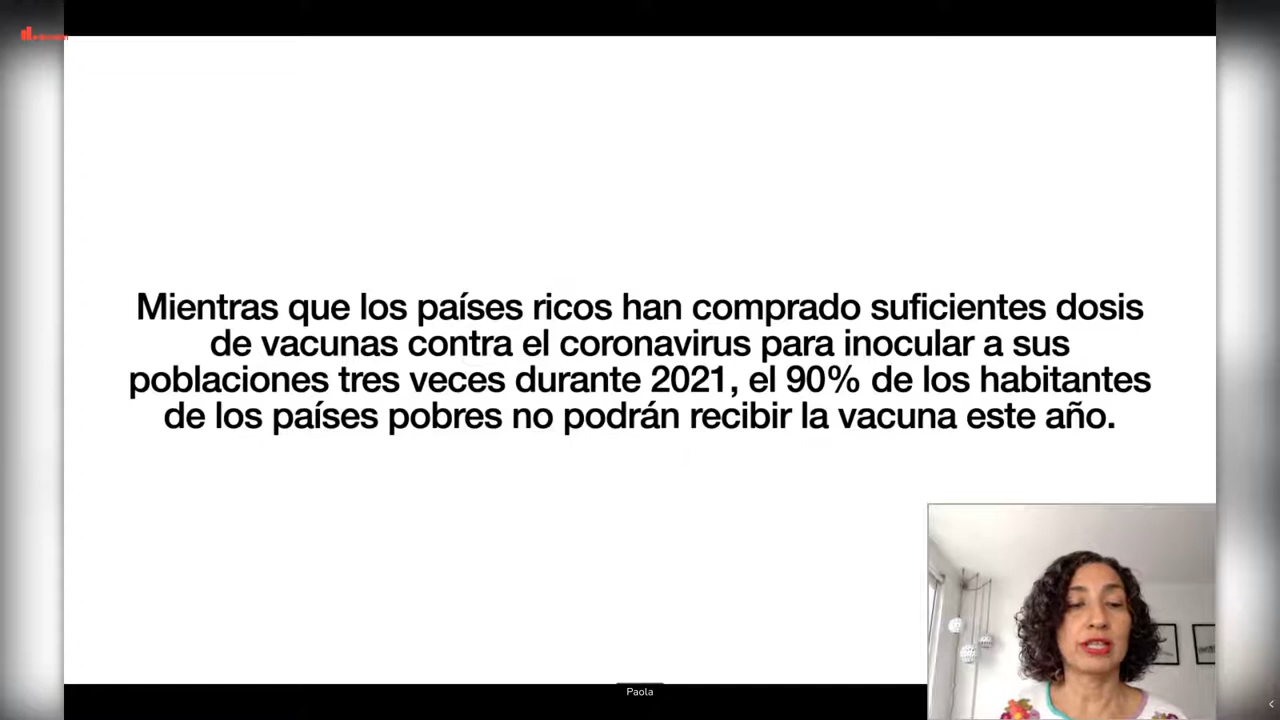 Mientras que los países ricos han comprado suficientes dosis
de vacunas contra el coronavirus para inocular a sus
poblaciones tres veces durante 2021, el 90% de los habitantes
de los países pobres no podrán recibir la vacuna este año.
Paola